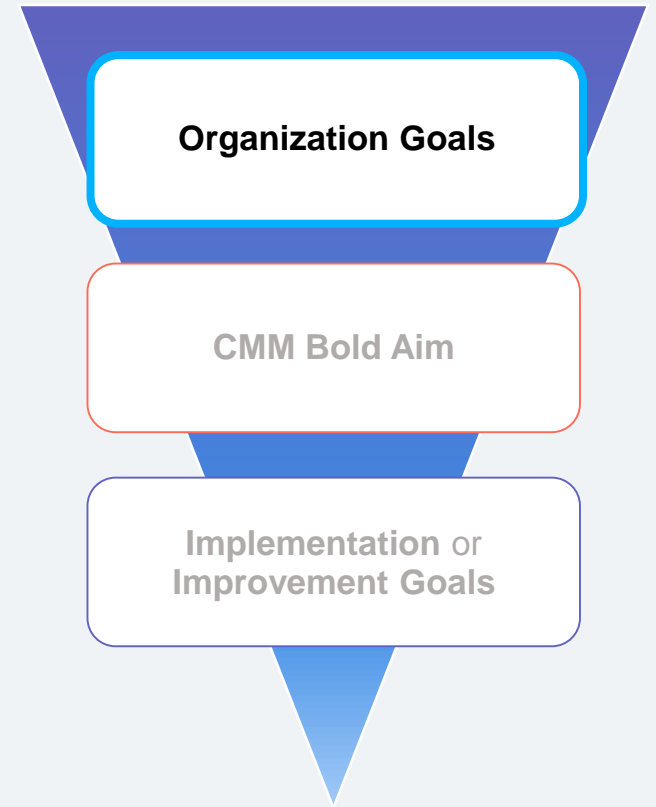 Organization Goals
CMM Bold Aim
Implementation or
Improvement Goals